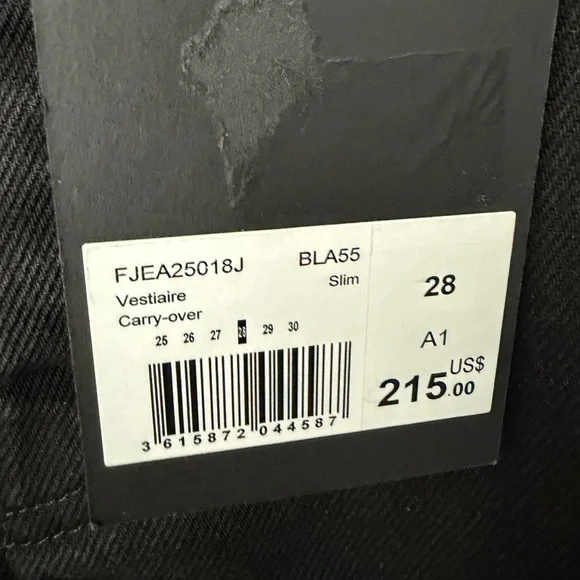 FJEA25018J BLA55
Vestiaire Slim
Carry-over
25 26 27 28 29 30
3 615872 044587
28
A1
US$
215.00